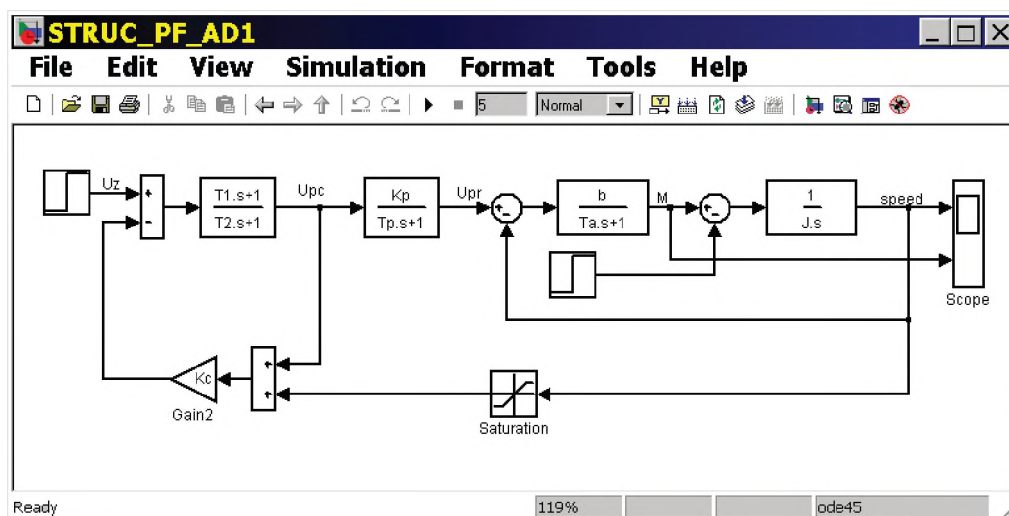 STRUC_PF_AD1
File Edit View Simulation Format Tools Help
5 Normal
Uz
T1.s+1
T2.s+1
Upc
Kp
Tp.s+1
Upr
b
Ta.s+1
M
1
J.s
speed
Scope
Kc
Gain2
Saturation
Ready 119% ode45